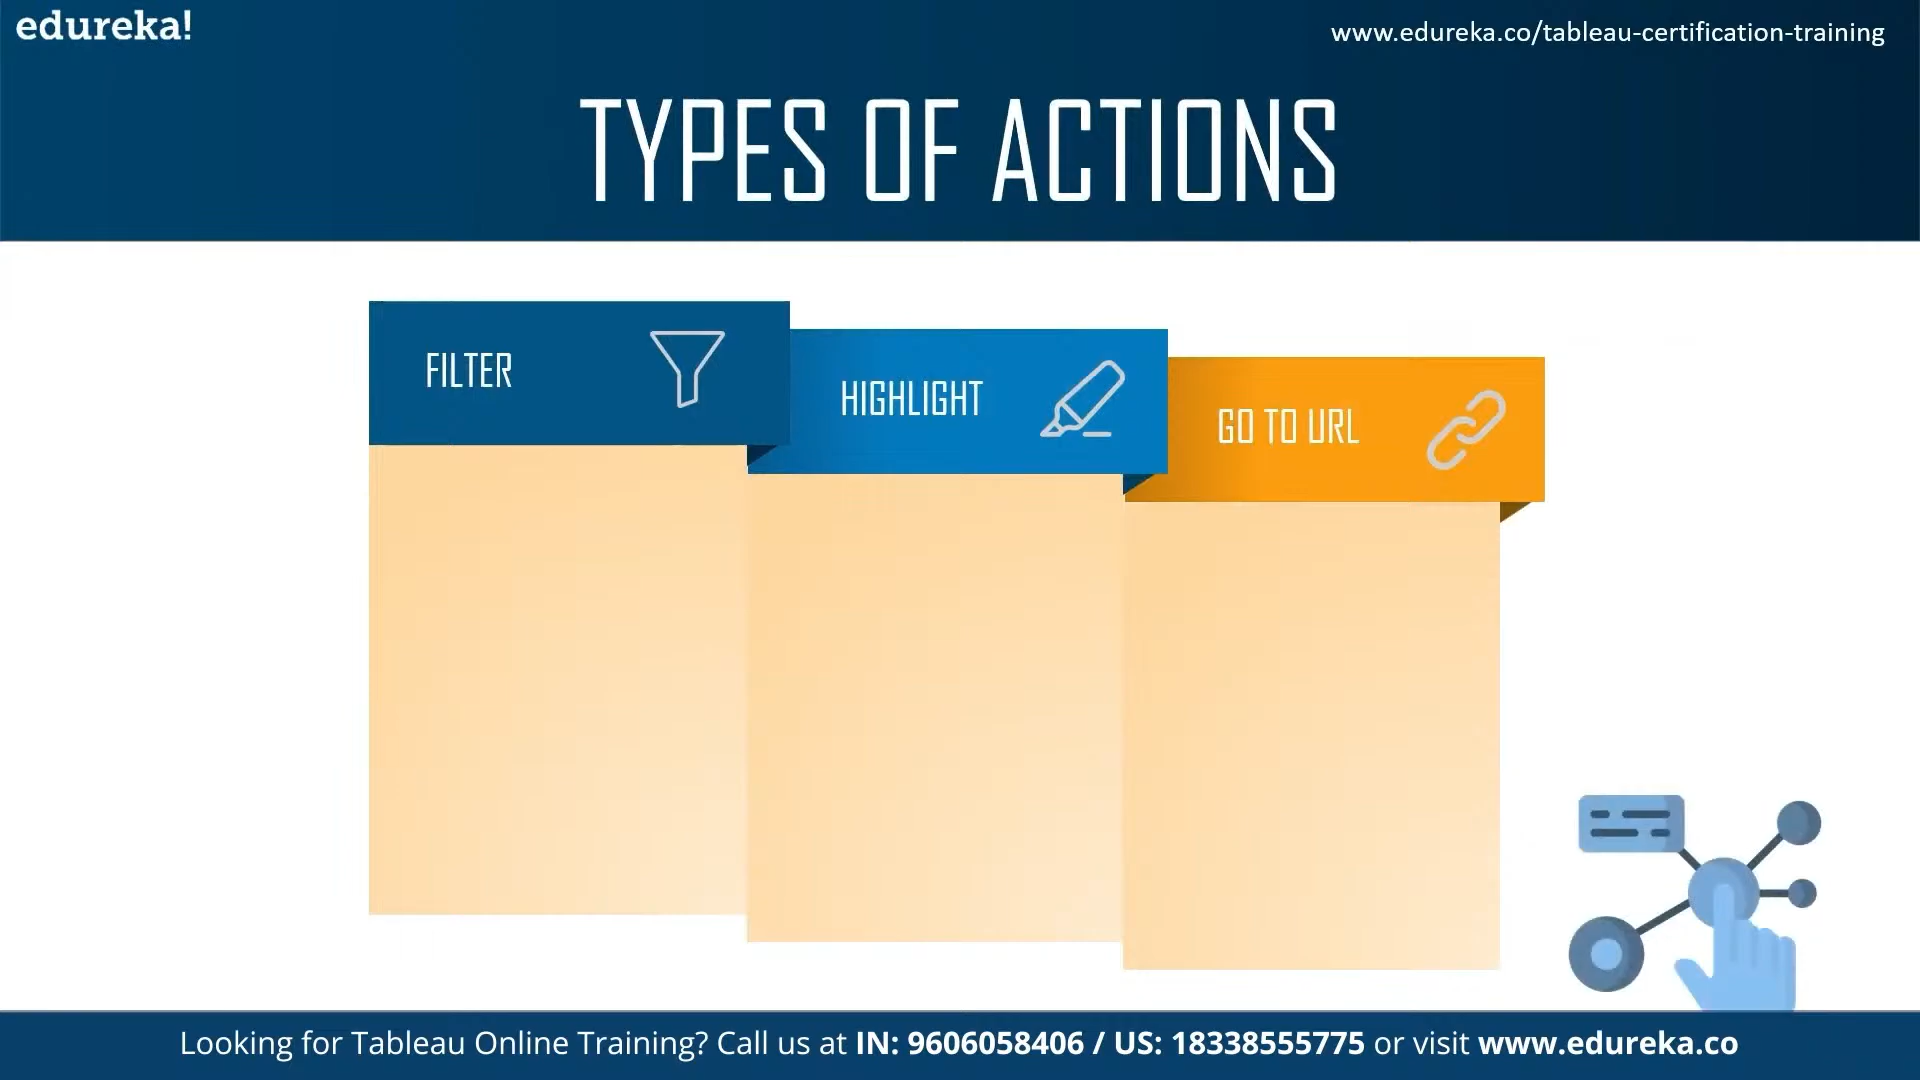 edureka!
www.edureka.co/tableau-certification-training
TYPES OF ACTIONS
FILTER
HIGHLIGHT
GO TO URL
Looking for Tableau Online Training? Call us at IN: 9606058406 / US: 18338555775 or visit www.edureka.co